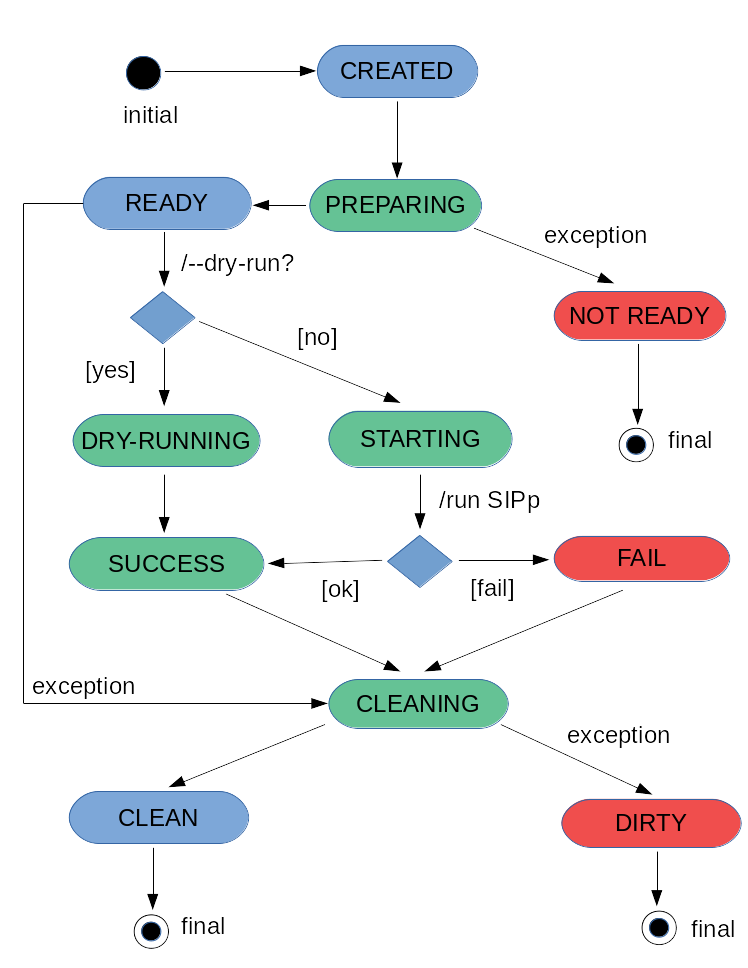 CREATED
initial
READY
PREPARING
exception
/--dry-run?
NOT READY
[no]
[yes]
DRY-RUNNING
STARTING
final
/run SIPp
SUCCESS
FAIL
[ok]
[fail]
exception
CLEANING
exception
CLEAN
DIRTY
final
final